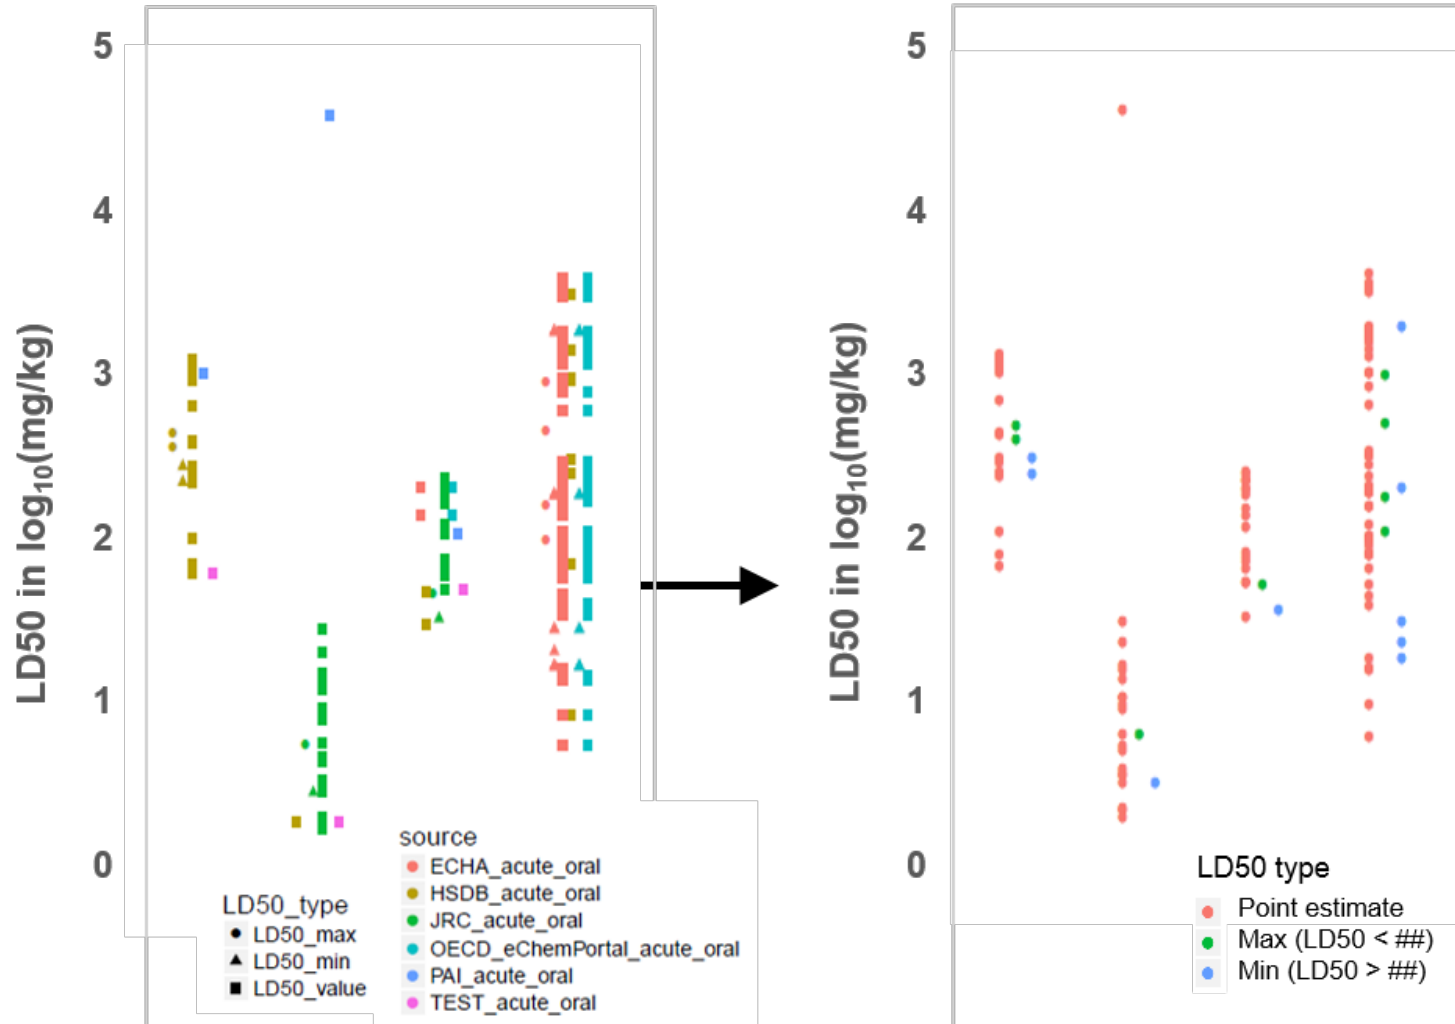 5
4
3
2
1
0
LD50 in log10(mg/kg)
LD50_type
LD50_max
LD50_min
LD50_value
source
ECHA_acute_oral
HSDB_acute_oral
JRC_acute_oral
OECD_eChemPortal_acute_oral
PAI_acute_oral
TEST_acute_oral
5
4
3
2
1
0
LD50 in log10(mg/kg)
LD50 type
Point estimate
Max (LD50 < ##)
Min (LD50 > ##)